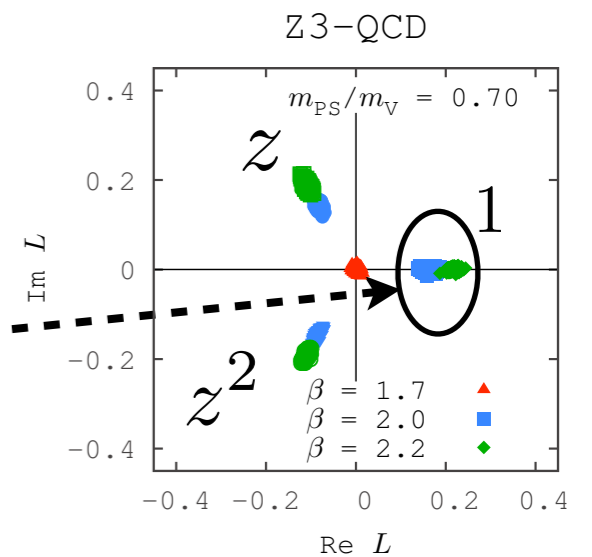 Z3-QCD
m_PS/m_V = 0.70
0.4
z
0.2
1
Im L
0
-0.2
z^2
β = 1.7
β = 2.0
β = 2.2
-0.4
-0.4 -0.2 0 0.2 0.4
Re L